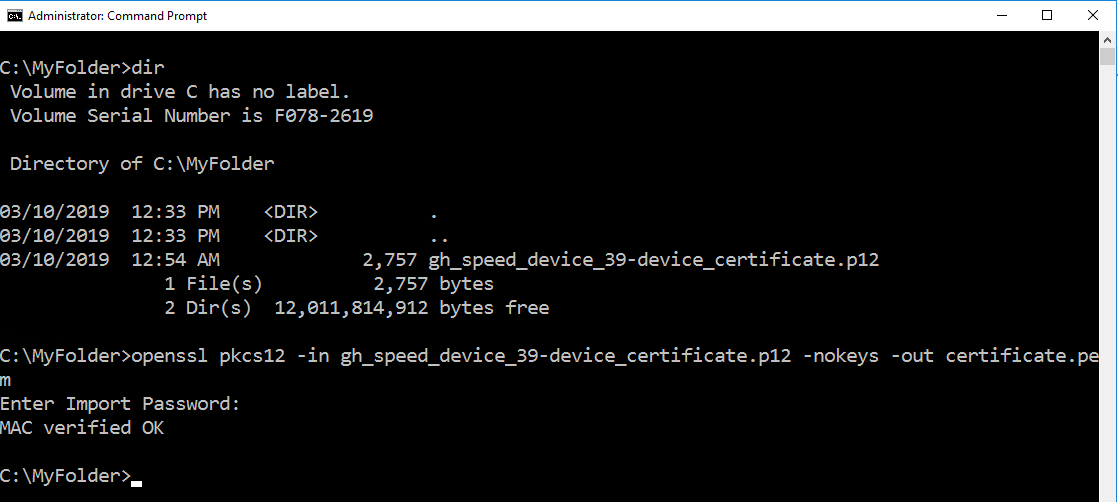 Administrator: Command Prompt
C:\MyFolder>dir
Volume in drive C has no label.
Volume Serial Number is F078-2619
Directory of C:\MyFolder
03/10/2019  12:33 PM    <DIR>          .
03/10/2019  12:33 PM    <DIR>          ..
03/10/2019  12:54 AM             2,757 gh_speed_device_39-device_certificate.p12
1 File(s)          2,757 bytes
2 Dir(s)  12,011,814,912 bytes free
C:\MyFolder>openssl pkcs12 -in gh_speed_device_39-device_certificate.p12 -nokeys -out certificate.pe
m
Enter Import Password:
MAC verified OK
C:\MyFolder>